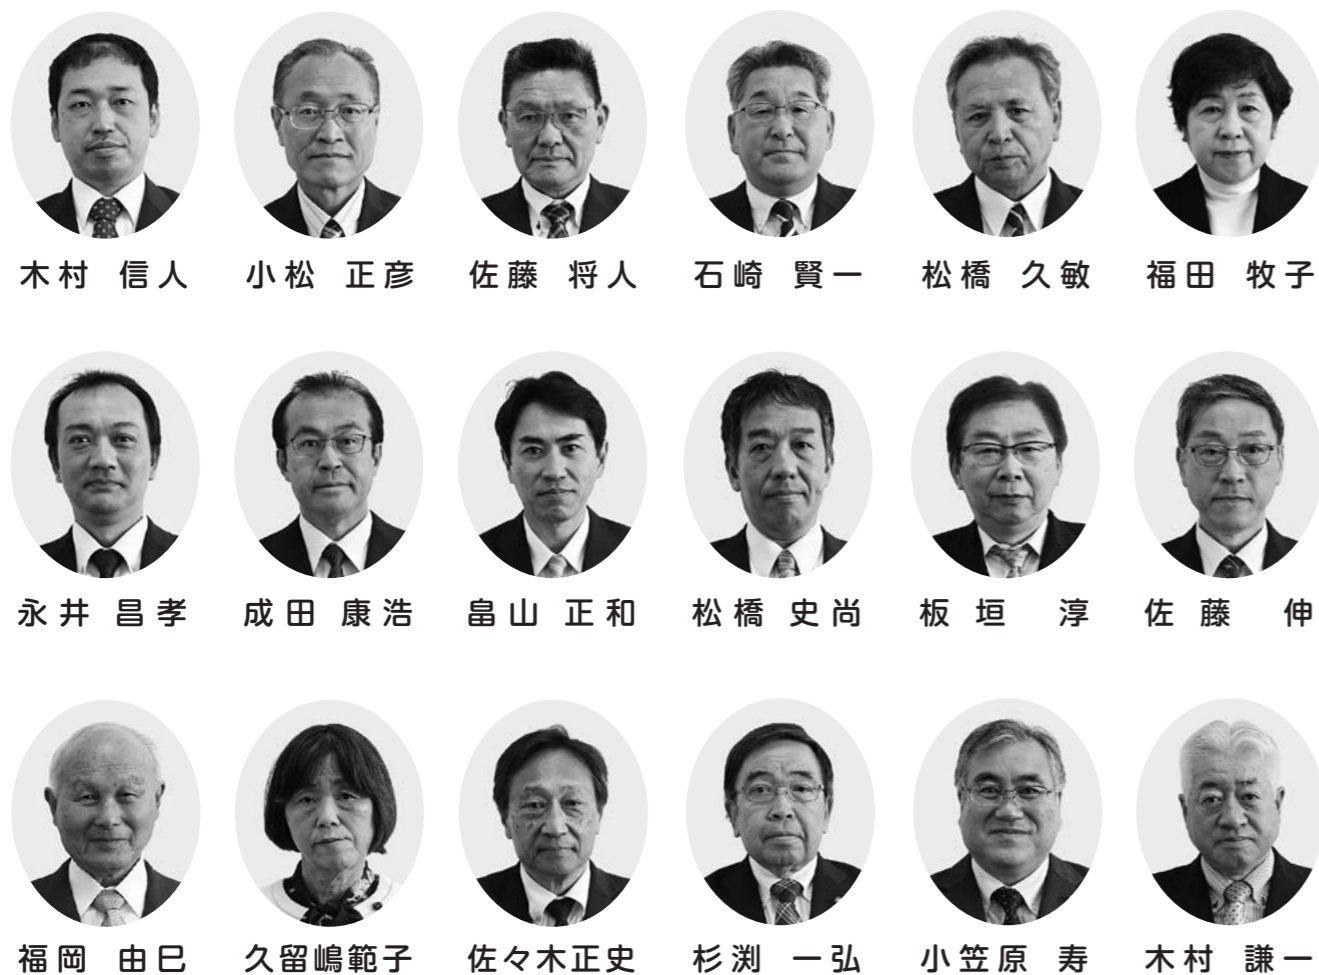 木村 信人 小松 正彦 佐藤 将人 石崎 賢一 松橋 久敏 福田 牧子
永井 昌孝 成田 康浩 畠山 正和 松橋 史尚 板垣 淳 佐藤 伸
福岡 由巳 久留嶋範子 佐々木正史 杉渕 一弘 小笠原 寿 木村 謙一